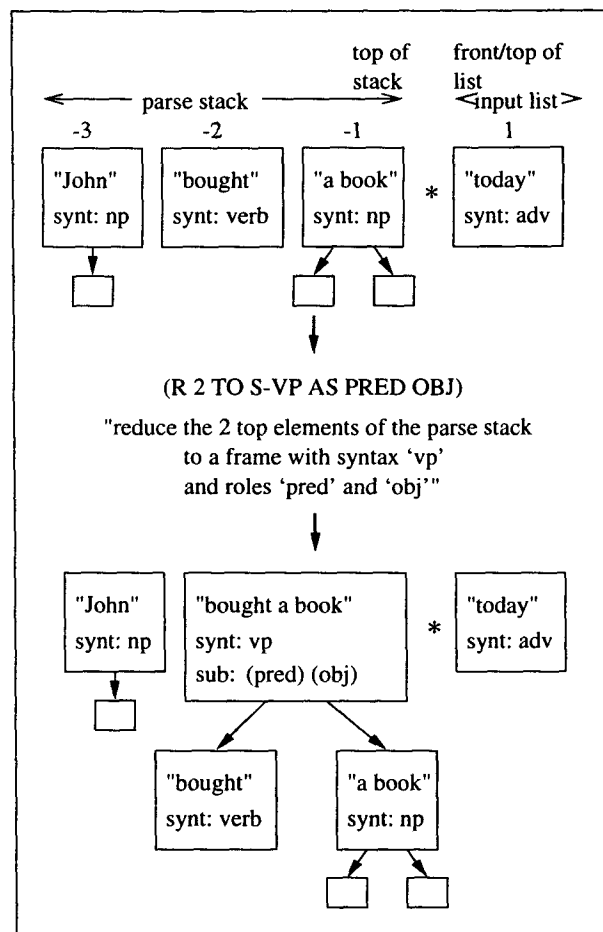 top of
stack
front/top of
list
parse stack
input list
-3 -2 -1 1
"John"
synt: np
"bought"
synt: verb
"a book"
synt: np
*
"today"
synt: adv
(R 2 TO S-VP AS PRED OBJ)
"reduce the 2 top elements of the parse stack
to a frame with syntax ‘vp’
and roles ‘pred’ and ‘obj’"
"John"
synt: np
"bought a book"
synt: vp
sub: (pred) (obj)
*
"today"
synt: adv
"bought"
synt: verb
"a book"
synt: np